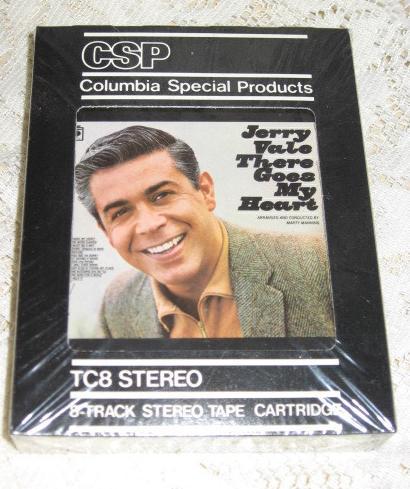 CSP
Columbia Special Products
Jerry
Vale
There
Goes
My
Heart
ARRANGED AND CONDUCTED BY
MARTY MANNING
TC8 STEREO
8-TRACK STEREO TAPE CARTRIDGE